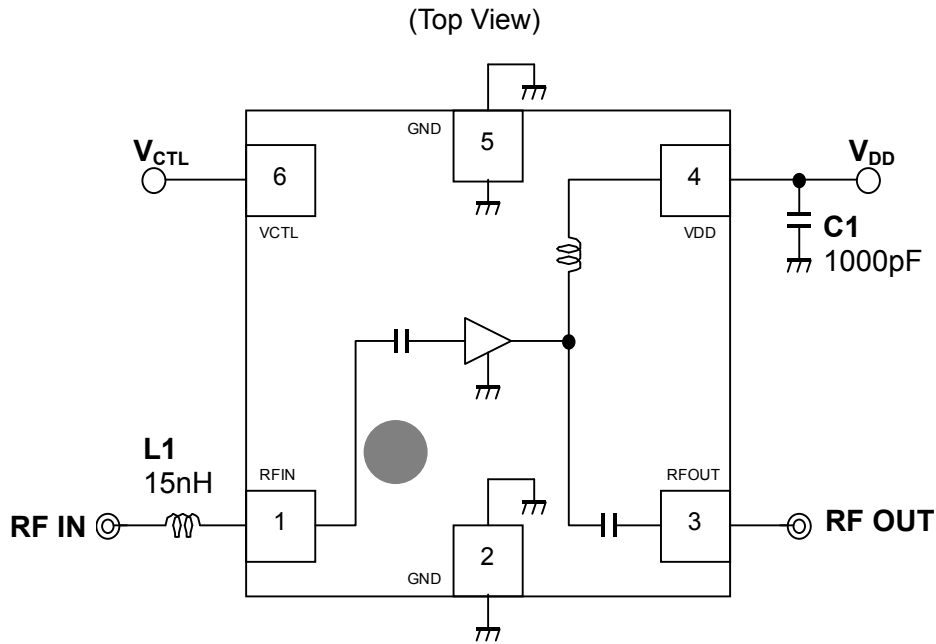 (Top View)
GND
5
V_CTL
6
VCTL
4
VDD
V_DD
C1
1000pF
L1
15nH
RFIN
1
RF IN
RFOUT
3
RF OUT
GND
2